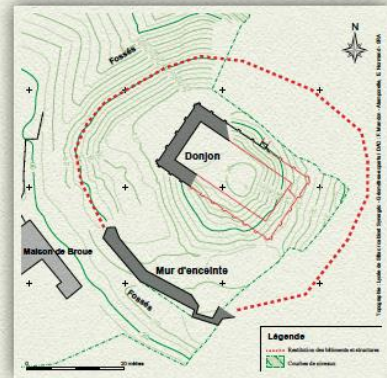 Fossés
N
Donjon
Maison de Broue
Mur d'enceinte
Fossés
0
20 mètres
Légende
Restitution des bâtiments et structures
Courbes de niveaux